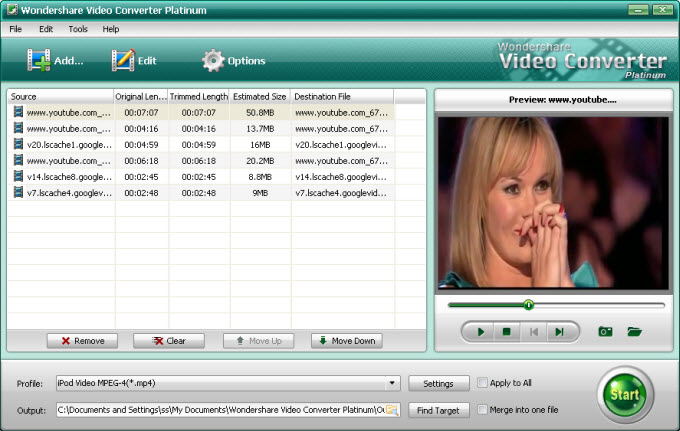 Wondershare Video Converter Platinum
File Edit Tools Help
Add... Edit Options
Wondershare
Video Converter
Platinum
Source Original Len... Trimmed Length Estimated Size Destination File
www.youtube.com_... 00:07:07 00:07:07 50.8MB www.youtube.com_67...
www.youtube.com_... 00:04:16 00:04:16 13.7MB www.youtube.com_67...
v20.lscache1.googlev... 00:04:59 00:04:59 16MB v20.lscache1.googlevi...
www.youtube.com_... 00:06:18 00:06:18 20.2MB www.youtube.com_67...
v14.lscache8.googlev... 00:02:45 00:02:45 8.8MB v14.lscache8.googlevi...
v7.lscache4.googlevi... 00:02:48 00:02:48 9MB v7.lscache4.googlevid...
Preview: www.youtube....
Remove Clear Move Up Move Down
Profile: iPod Video MPEG-4(*.mp4) Settings Apply to All
Output: C:\Documents and Settings\ss\My Documents\Wondershare Video Converter Platinum\Ou Find Target Merge into one file
Start